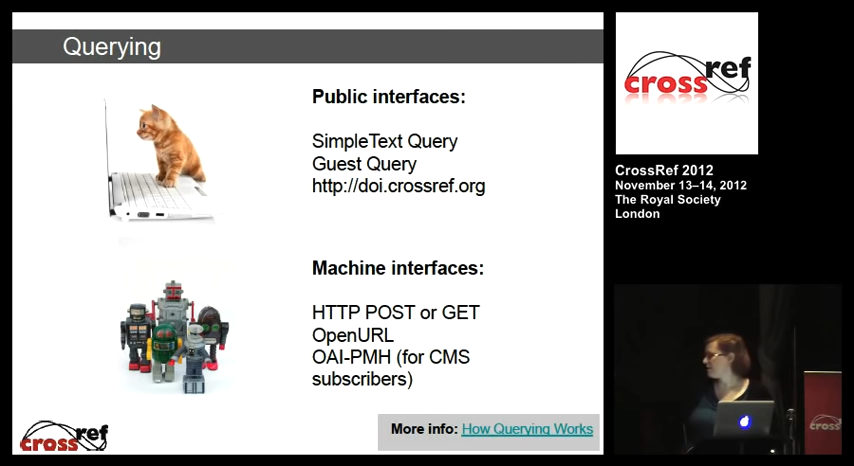 Querying
Public interfaces:
SimpleText Query
Guest Query
http://doi.crossref.org
Machine interfaces:
HTTP POST or GET
OpenURL
OAI-PMH (for CMS
subscribers)
More info: How Querying Works
crossref
crossref
CrossRef 2012
November 13–14, 2012
The Royal Society
London
cross